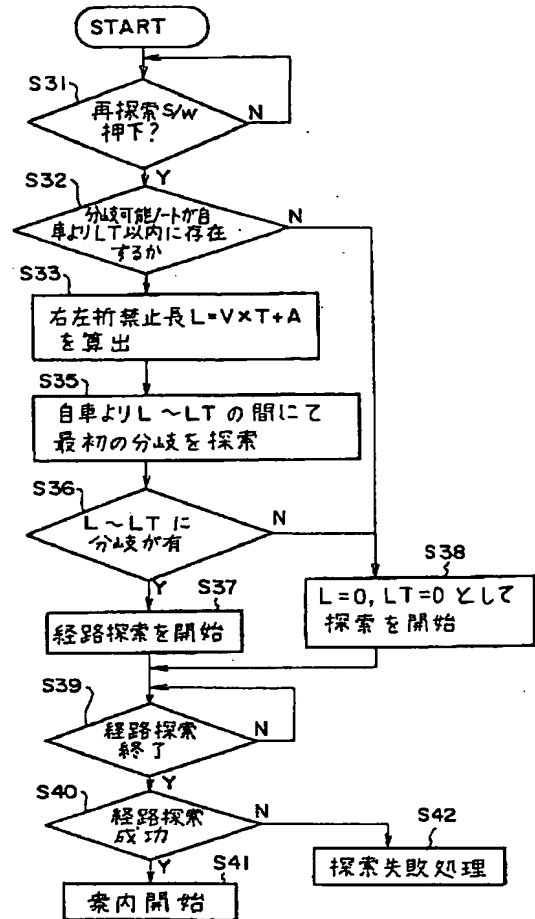 START
S31
再探索S/W
押下?
N
Y
S32
分岐可能ノードが自
車よりLT以内に存在
するか
N
Y
S33
右左折禁止長L=V×T+A
を算出
S35
自車よりL～LTの間にて
最初の分岐を探索
S36
L～LTに
分岐が有
N
Y
S37
経路探索を開始
S38
L=0, LT=0として
探索を開始
S39
経路探索
終了
N
Y
S40
経路探索
成功
N
Y
S41
案内開始
S42
探索失敗処理